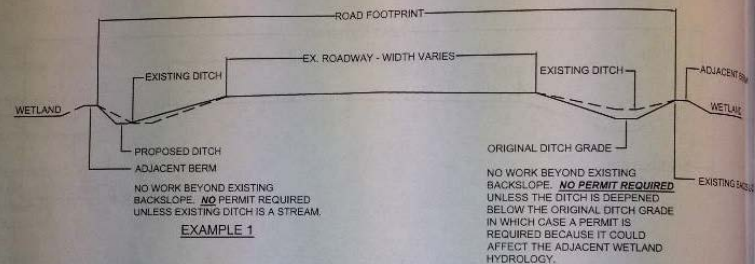 ROAD FOOTPRINT
EX. ROADWAY - WIDTH VARIES
EXISTING DITCH
EXISTING DITCH
ADJACENT
WETLAND
WETLAND
PROPOSED DITCH
ADJACENT BERM
NO WORK BEYOND EXISTING
BACKSLOPE. NO PERMIT REQUIRED
UNLESS EXISTING DITCH IS A STREAM.
EXAMPLE 1
ORIGINAL DITCH GRADE
NO WORK BEYOND EXISTING
BACKSLOPE. NO PERMIT REQUIRED
UNLESS THE DITCH IS DEEPENED
BELOW THE ORIGINAL DITCH GRADE
IN WHICH CASE A PERMIT IS
REQUIRED BECAUSE IT COULD
AFFECT THE ADJACENT WETLAND
HYDROLOGY.
EXISTING